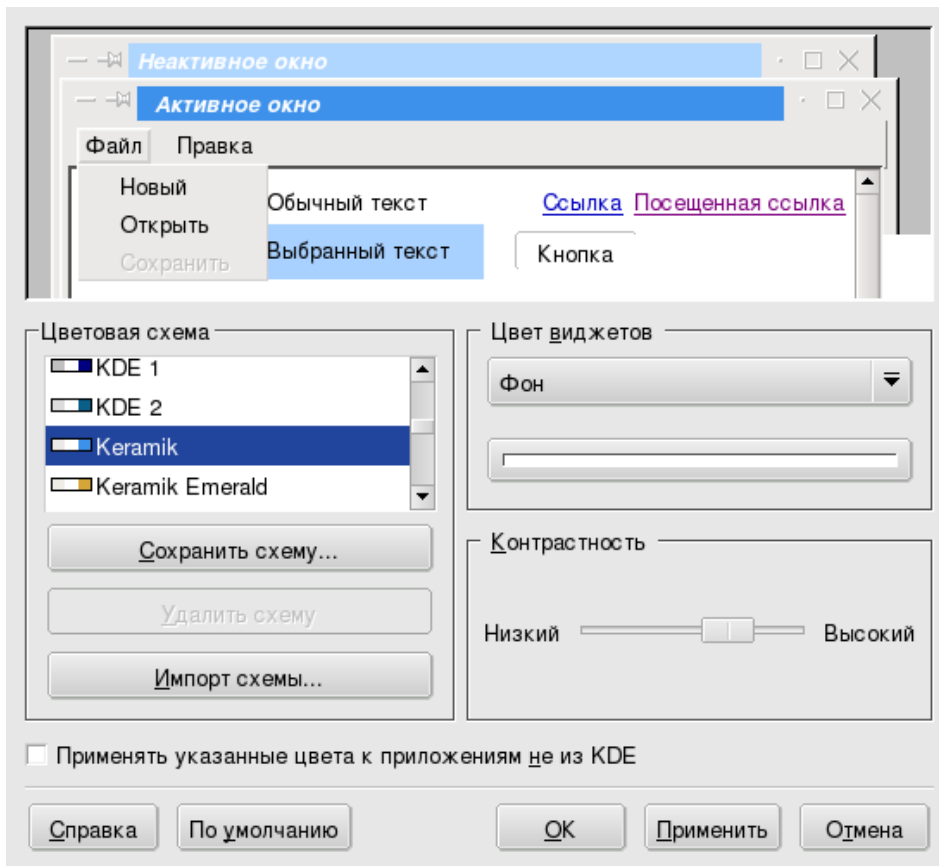 Неактивное окно
Активное окно
Файл Правка
Новый
Открыть
Сохранить
Обычный текст Ссылка Посещенная ссылка
Выбранный текст Кнопка
Цветовая схема
KDE 1
KDE 2
Keramik
Keramik Emerald
Сохранить схему...
Удалить схему
Импорт схемы...
Цвет виджетов
Фон
Контрастность
Низкий Высокий
Применять указанные цвета к приложениям не из KDE
Справка По умолчанию OK Применить Отмена